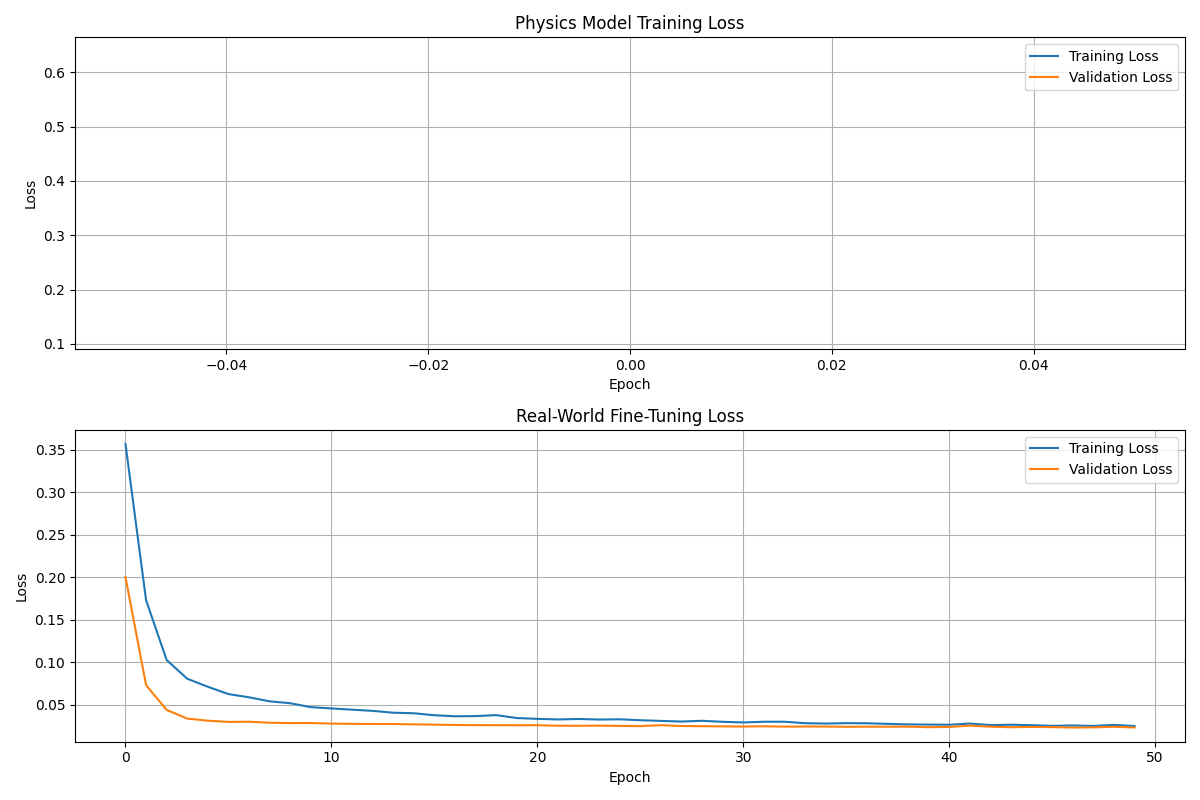 Physics Model Training Loss
Training Loss
Validation Loss
0.6
0.5
0.4
0.3
0.2
0.1
Loss
−0.04
−0.02
0.00
0.02
0.04
Epoch
Real-World Fine-Tuning Loss
Training Loss
Validation Loss
0.35
0.30
0.25
0.20
0.15
0.10
0.05
Loss
0
10
20
30
40
50
Epoch